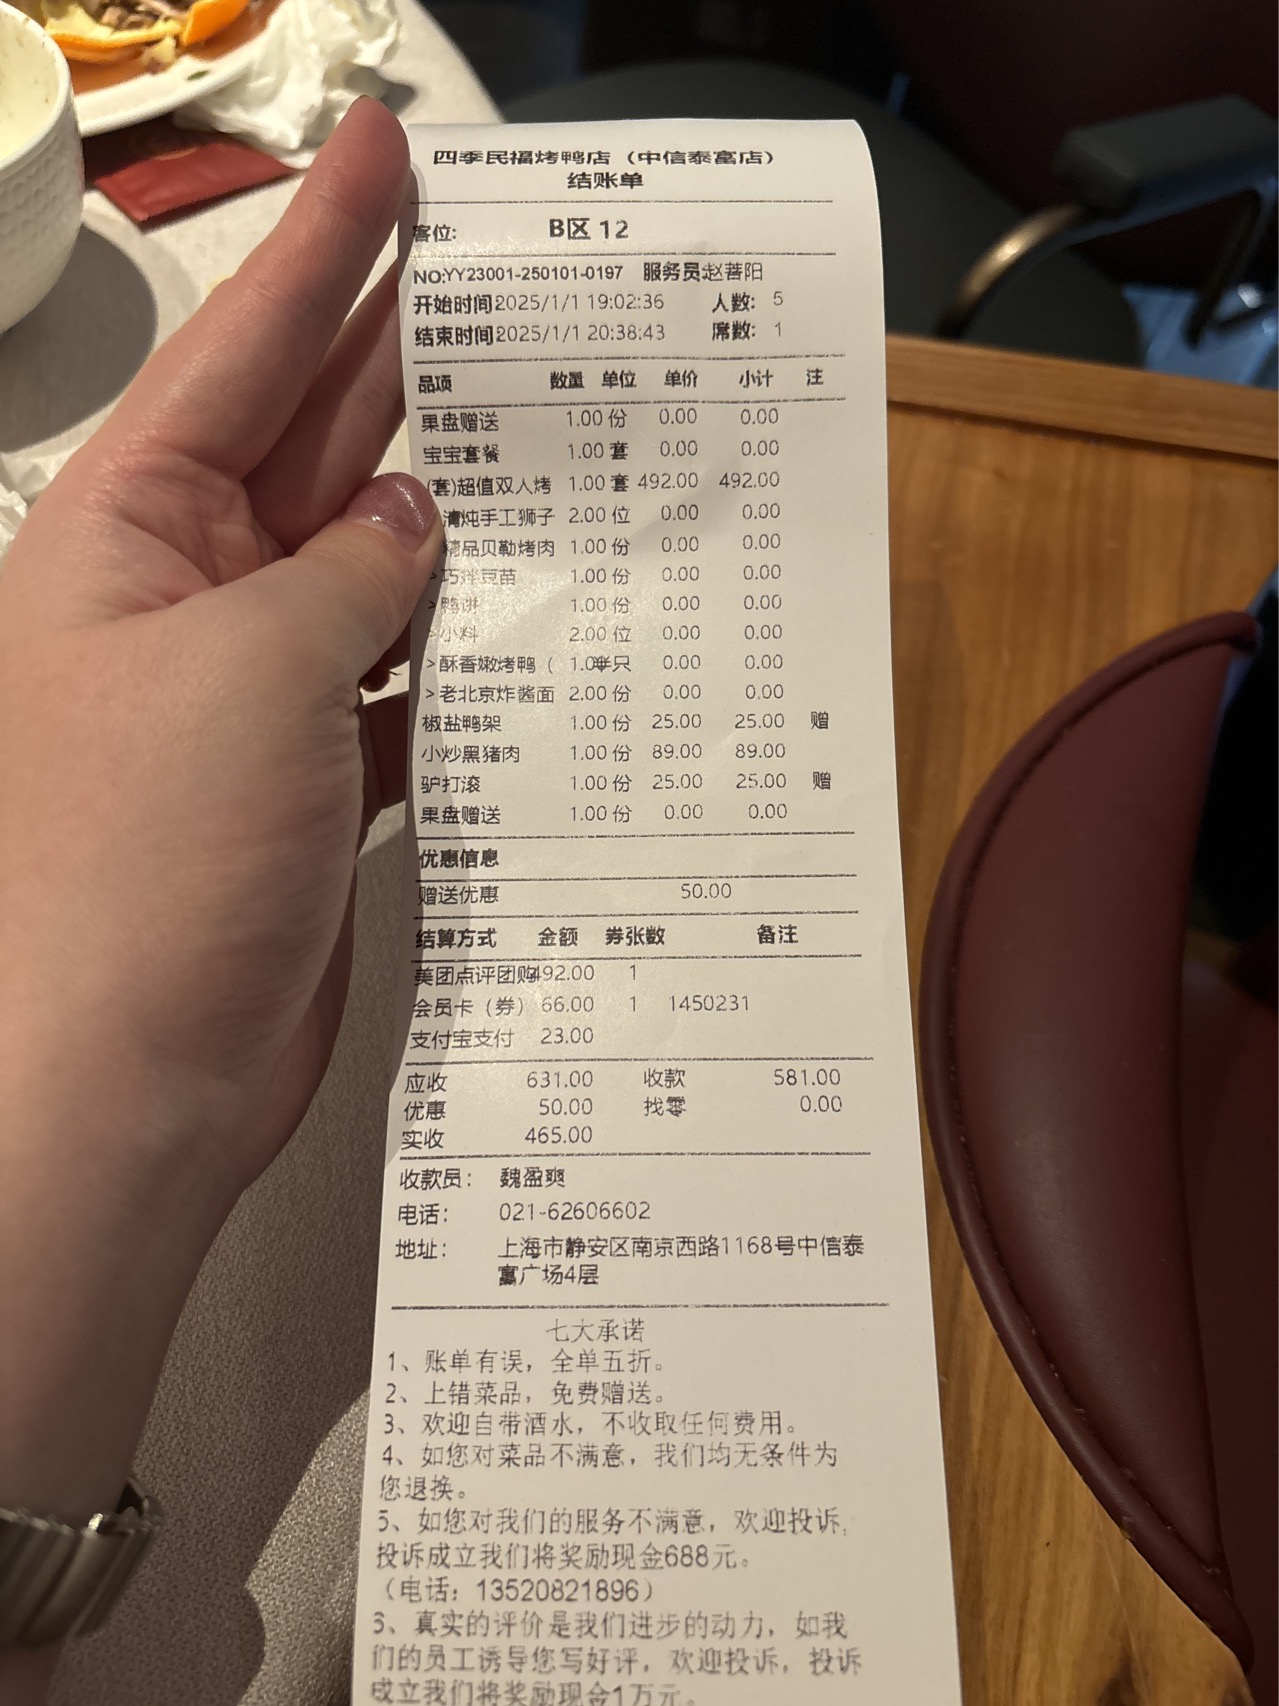 四季民福烤鸭店（中信泰富店）
结账单
客位: B区 12
NO:YY23001-250101-0197 服务员:赵蓍阳
开始时间2025/1/1 19:02:36 人数: 5
结束时间2025/1/1 20:38:43 席数: 1
品项 数量 单位 单价 小计 注
果盘赠送 1.00 份 0.00 0.00
宝宝套餐 1.00 套 0.00 0.00
(套)超值双人烤 1.00 套 492.00 492.00
清炖手工狮子 2.00 位 0.00 0.00
精品贝勒烤肉 1.00 份 0.00 0.00
>巧拌豆苗 1.00 份 0.00 0.00
>鸭饼 1.00 份 0.00 0.00
>小料 2.00 位 0.00 0.00
>酥香嫩烤鸭（ 1.00半只 0.00 0.00
>老北京炸酱面 2.00 份 0.00 0.00
椒盐鸭架 1.00 份 25.00 25.00 赠
小炒黑猪肉 1.00 份 89.00 89.00
驴打滚 1.00 份 25.00 25.00 赠
果盘赠送 1.00 份 0.00 0.00
优惠信息
赠送优惠 50.00
结算方式 金额 券张数 备注
美团点评团购492.00 1
会员卡（券） 66.00 1 1450231
支付宝支付 23.00
应收 631.00 收款 581.00
优惠 50.00 找零 0.00
实收 465.00
收款员： 魏盈爽
电话： 021-62606602
地址： 上海市静安区南京西路1168号中信泰
富广场4层
七大承诺
1、账单有误，全单五折。
2、上错菜品，免费赠送。
3、欢迎自带酒水，不收取任何费用。
4、如您对菜品不满意，我们均无条件为
您退换。
5、如您对我们的服务不满意，欢迎投诉，
投诉成立我们将奖励现金688元。
（电话：13520821896）
6、真实的评价是我们进步的动力，如我
们的员工诱导您写好评，欢迎投诉，投诉
成立我们将奖励现金1万元。